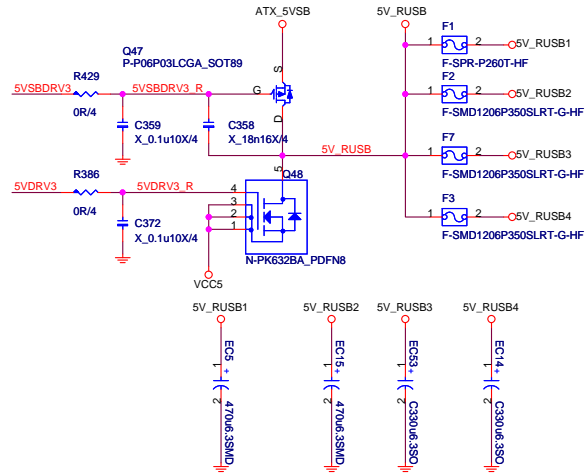 ATX_5VSB
5V_RUSB
F1
1
2
5V_RUSB1
F-SPR-P260T-HF
Q47
P-P06P03LCGA_SOT89
S
G
D
R429
5VSBDRV3
5VSBDRV3_R
0R/4
C359
X_0.1u10X/4
C358
X_18n16X/4
F2
1
2
5V_RUSB2
F-SMD1206P350SLRT-G-HF
5V_RUSB
F7
1
2
5V_RUSB3
F-SMD1206P350SLRT-G-HF
R386
5VDRV3
5VDRV3_R
0R/4
C372
X_0.1u10X/4
5
Q48
4
3
2
1
N-PK632BA_PDFN8
VCC5
F3
1
2
5V_RUSB4
F-SMD1206P350SLRT-G-HF
5V_RUSB1
5V_RUSB2
5V_RUSB3
5V_RUSB4
1
EC5
+
2
470u6.3SMD
1
EC15
+
2
470u6.3SMD
1
EC53
+
2
C330u6.3SO
1
EC14
+
2
C330u6.3SO